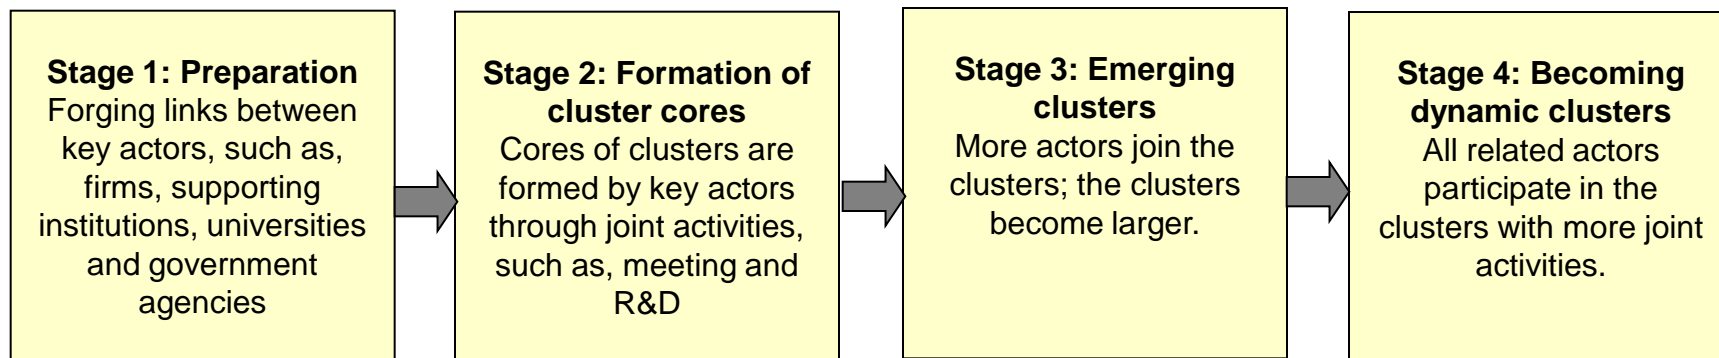 Stage 1: Preparation
Forging links between
key actors, such as,
firms, supporting
institutions, universities
and government
agencies
Stage 2: Formation of
cluster cores
Cores of clusters are
formed by key actors
through joint activities,
such as, meeting and
R&D
Stage 3: Emerging
clusters
More actors join the
clusters; the clusters
become larger.
Stage 4: Becoming
dynamic clusters
All related actors
participate in the
clusters with more joint
activities.